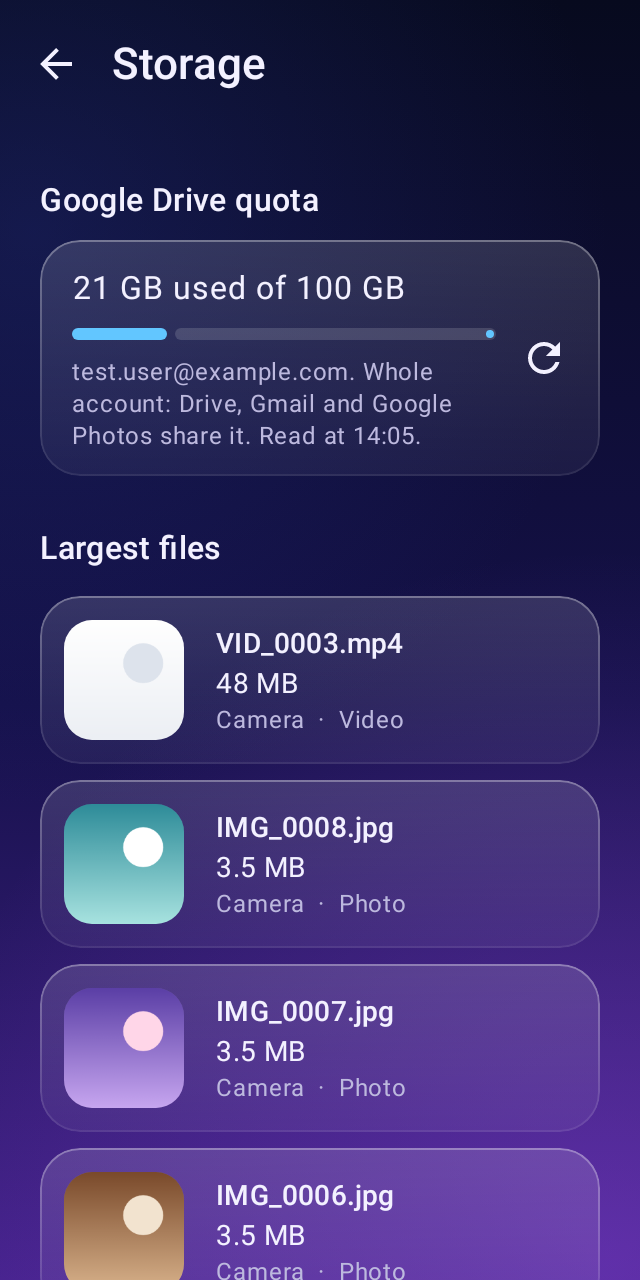 Storage
Google Drive quota
21 GB used of 100 GB
test.user@example.com. Whole
account: Drive, Gmail and Google
Photos share it. Read at 14:05.
Largest files
VID_0003.mp4
48 MB
Camera · Video
IMG_0008.jpg
3.5 MB
Camera · Photo
IMG_0007.jpg
3.5 MB
Camera · Photo
IMG_0006.jpg
3.5 MB
Camera · Photo